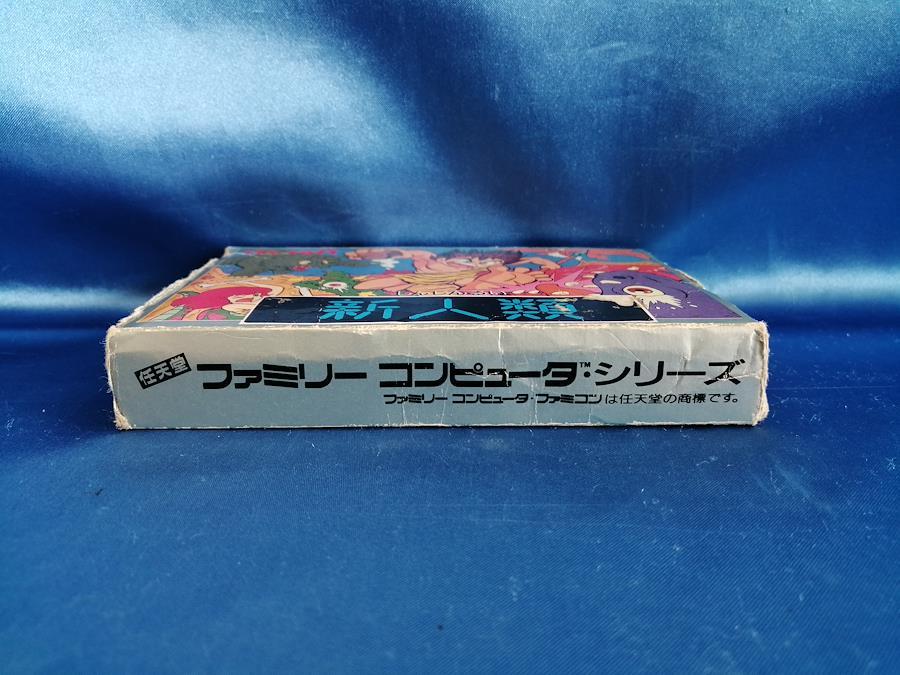 新人類
任天堂 ファミリー コンピュータ™・シリーズ
ファミリー コンピュータ・ファミコンは任天堂の商標です。